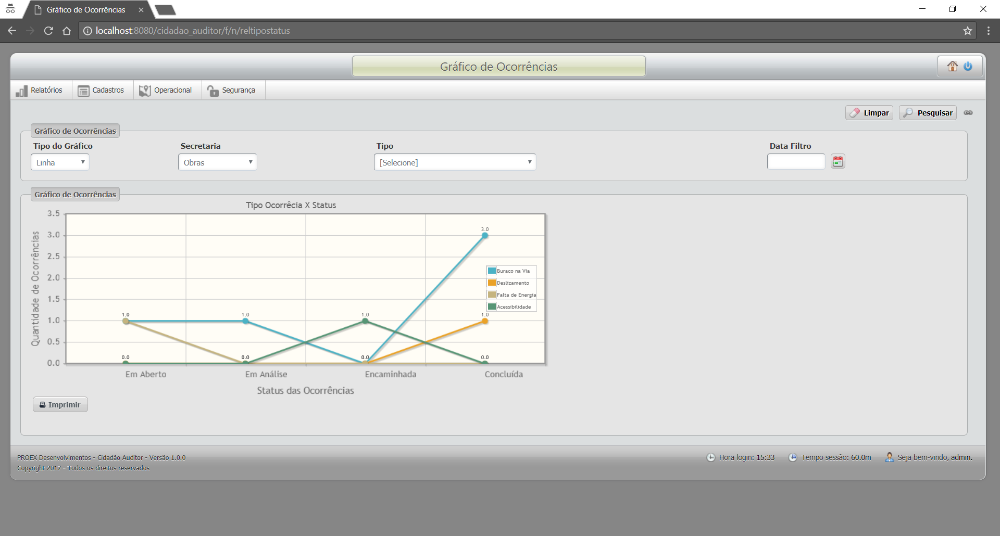 Gráfico de Ocorrências
localhost:8080/cidadao_auditor/f/n/reltipostatus
Gráfico de Ocorrências
Relatórios Cadastros Operacional Segurança
Limpar Pesquisar
Gráfico de Ocorrências
Tipo do Gráfico Secretaria Tipo Data Filtro
Linha Obras [Selecione]
Gráfico de Ocorrências
Tipo Ocorrêcia X Status
3.5
3.0
2.5
2.0
1.5
1.0
0.5
0.0
Quantidade de Ocorrências
3.0
Buraco na Via
Deslizamento
Falta de Energia
Acessibilidade
1.0 1.0 1.0 1.0
0.0 0.0 0.0 0.0
Em Aberto Em Análise Encaminhada Concluída
Status das Ocorrências
Imprimir
PROEX Desenvolvimentos - Cidadão Auditor - Versão 1.0.0
Copyright 2017 - Todos os direitos reservados
Hora login: 15:33 Tempo sessão: 60.0m Seja bem-vindo, admin.